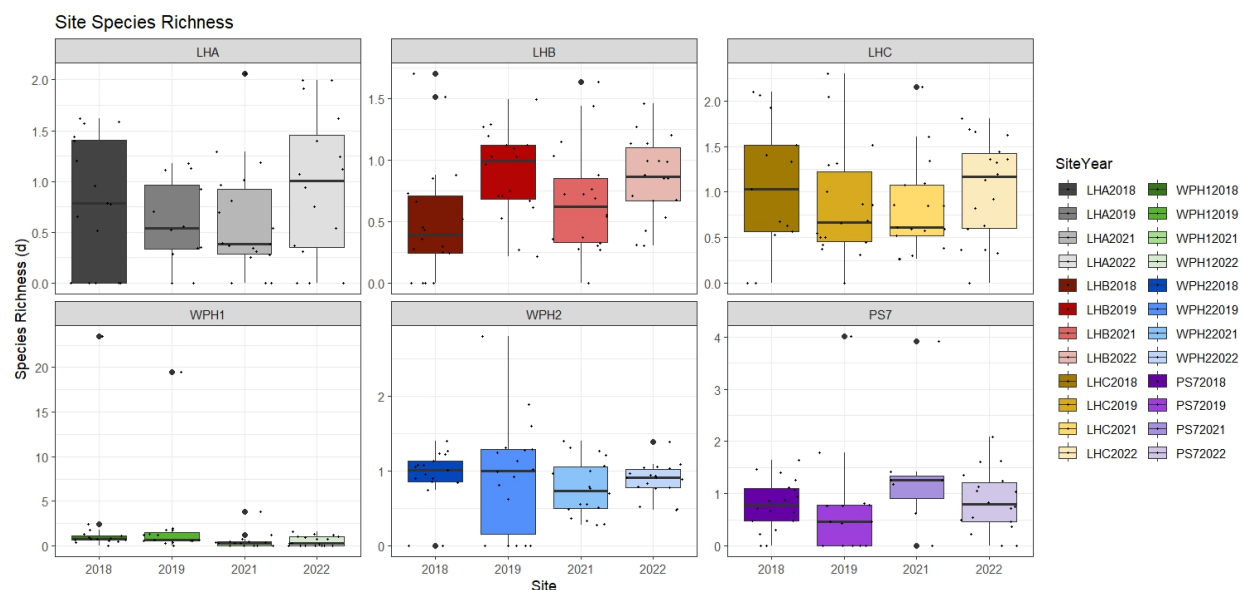 Site Species Richness
LHA
LHB
LHC
2.0
1.5
1.0
0.5
0.0
1.5
1.0
0.5
0.0
2.0
1.5
1.0
0.5
0.0
WPH1
WPH2
PS7
20
15
10
5
0
2
1
0
4
3
2
1
0
2018 2019 2021 2022
2018 2019 2021 2022
2018 2019 2021 2022
Site
Species Richness (d)
SiteYear
LHA2018 WPH12018
LHA2019 WPH12019
LHA2021 WPH12021
LHA2022 WPH12022
LHB2018 WPH22018
LHB2019 WPH22019
LHB2021 WPH22021
LHB2022 WPH22022
LHC2018 PS72018
LHC2019 PS72019
LHC2021 PS72021
LHC2022 PS72022